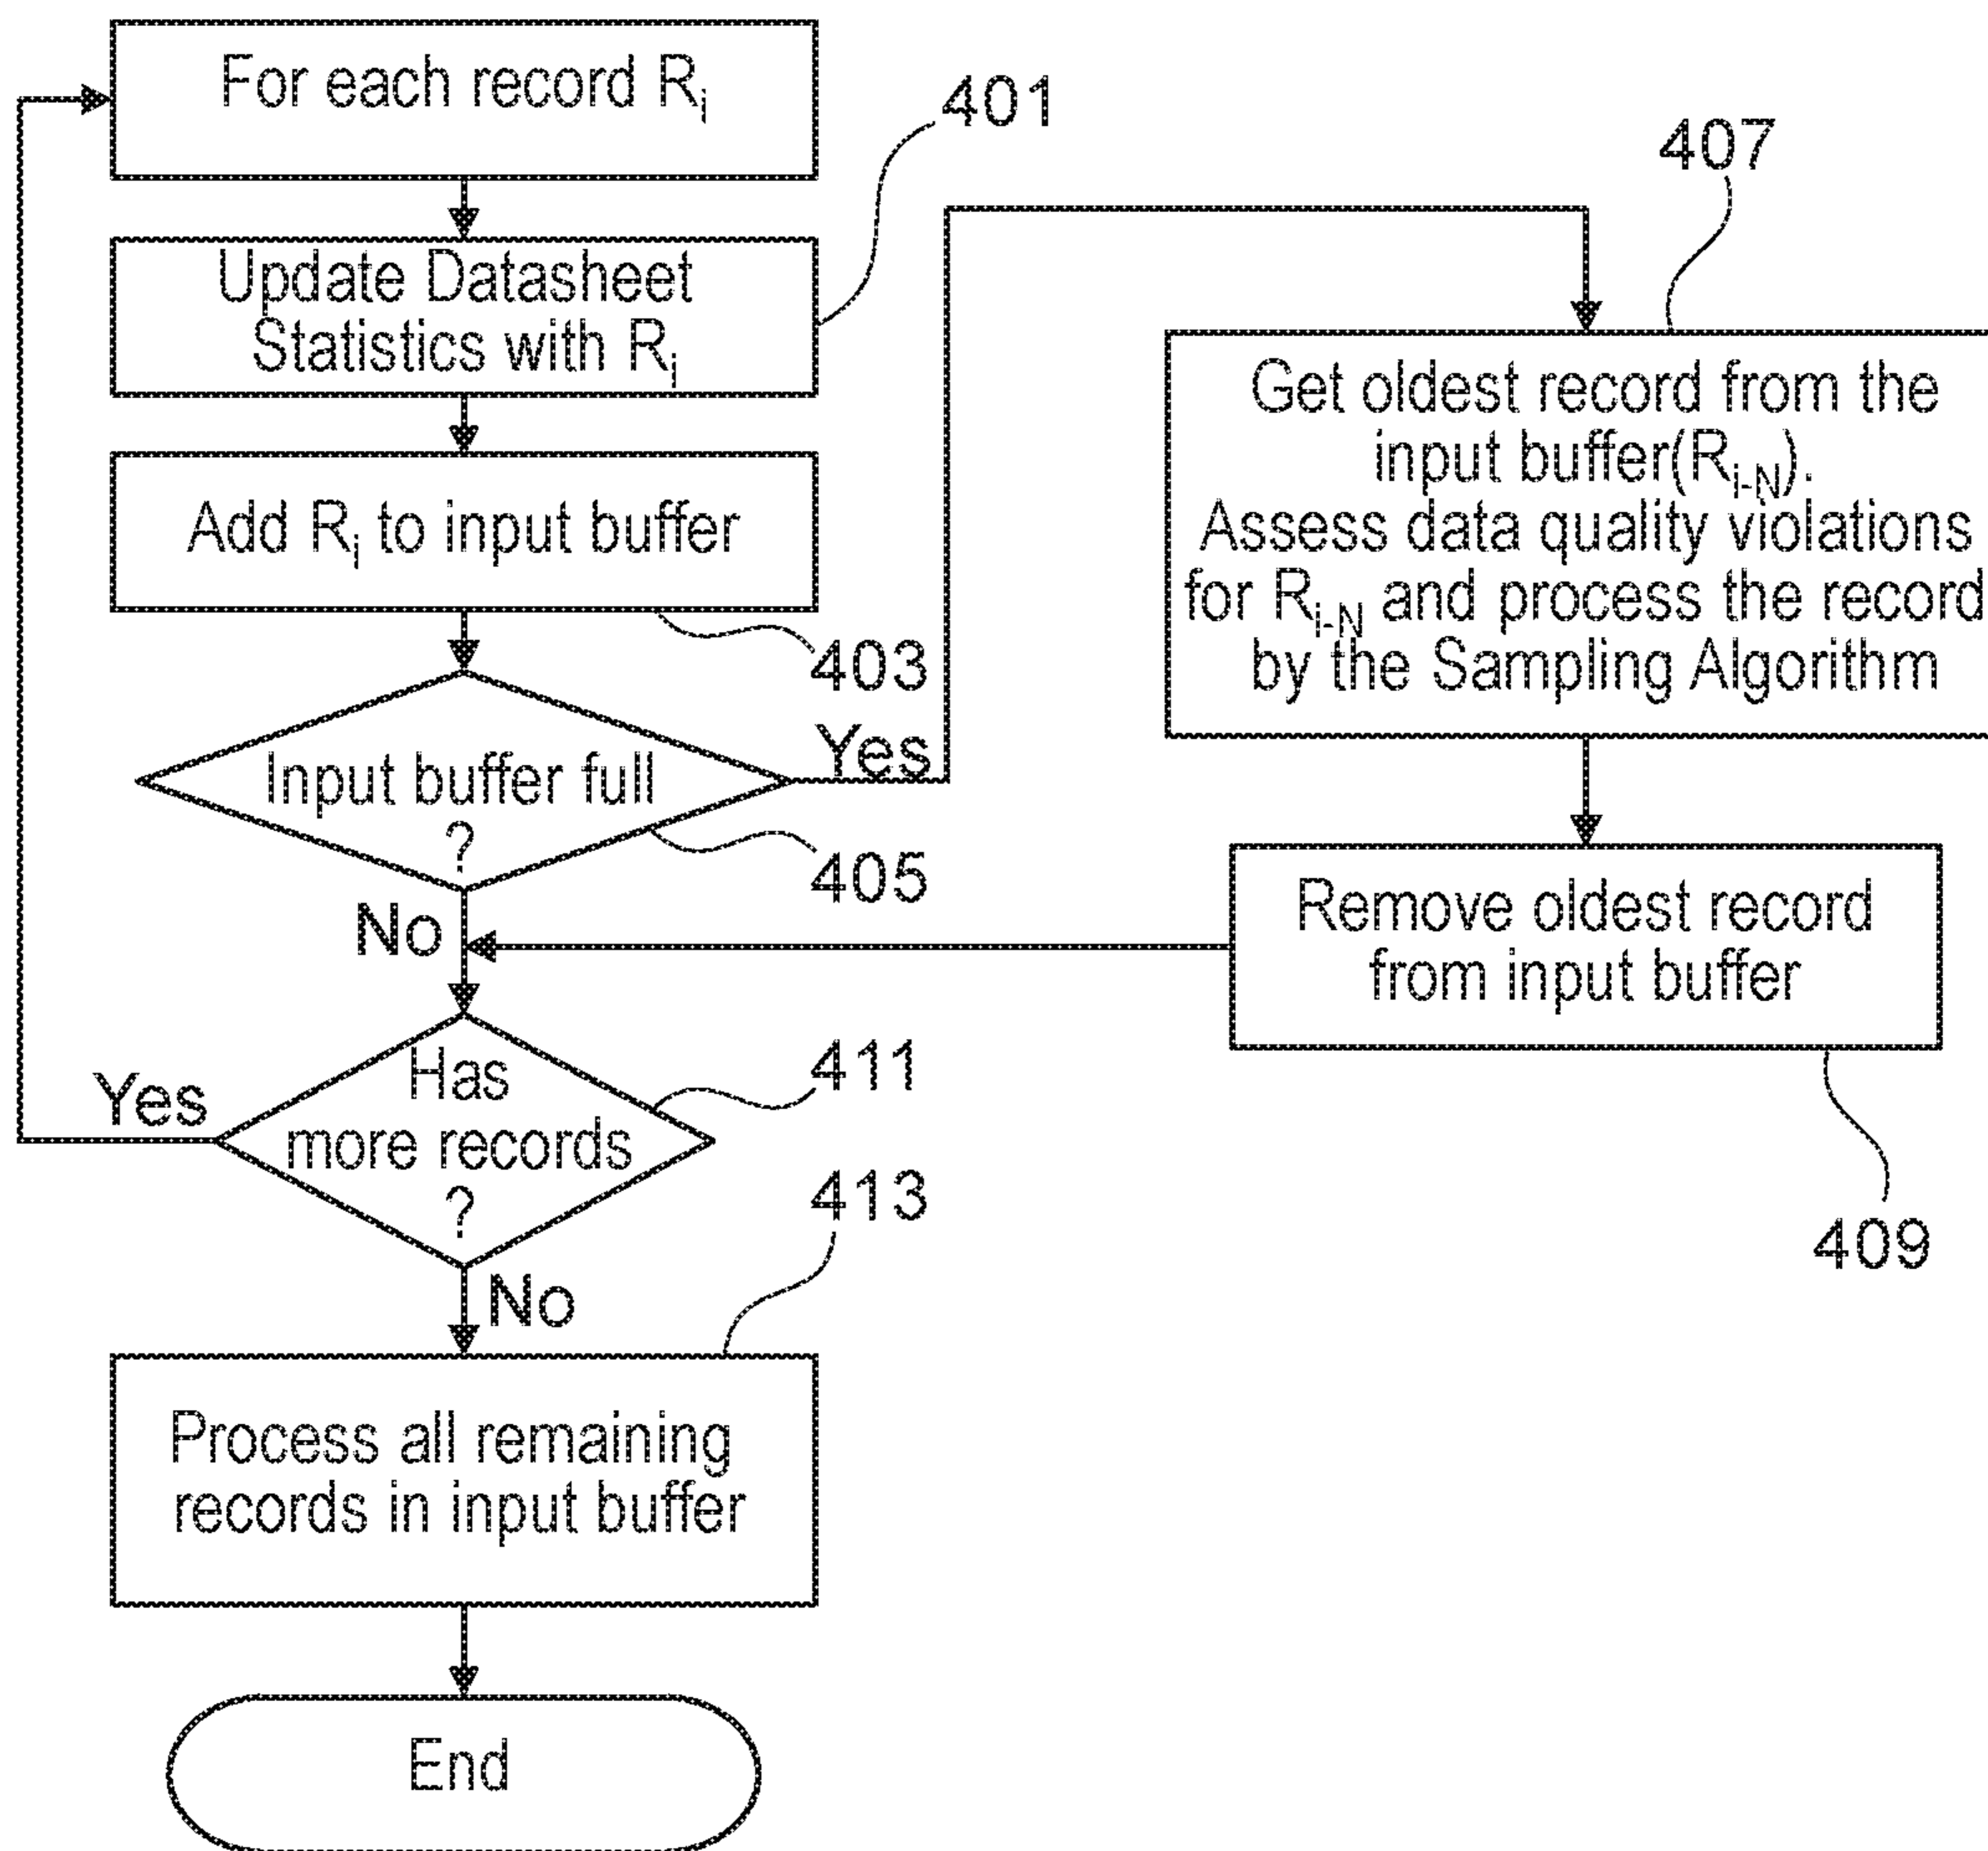 For each record Ri
401
Update Datasheet
Statistics with Ri
Add Ri to input buffer
403
Input buffer full
?
Yes
405
No
407
Get oldest record from the
input buffer(Ri-N).
Assess data quality violations
for Ri-N and process the record
by the Sampling Algorithm
Remove oldest record
from input buffer
409
Has
more records
?
411
Yes
No
413
Process all remaining
records in input buffer
End